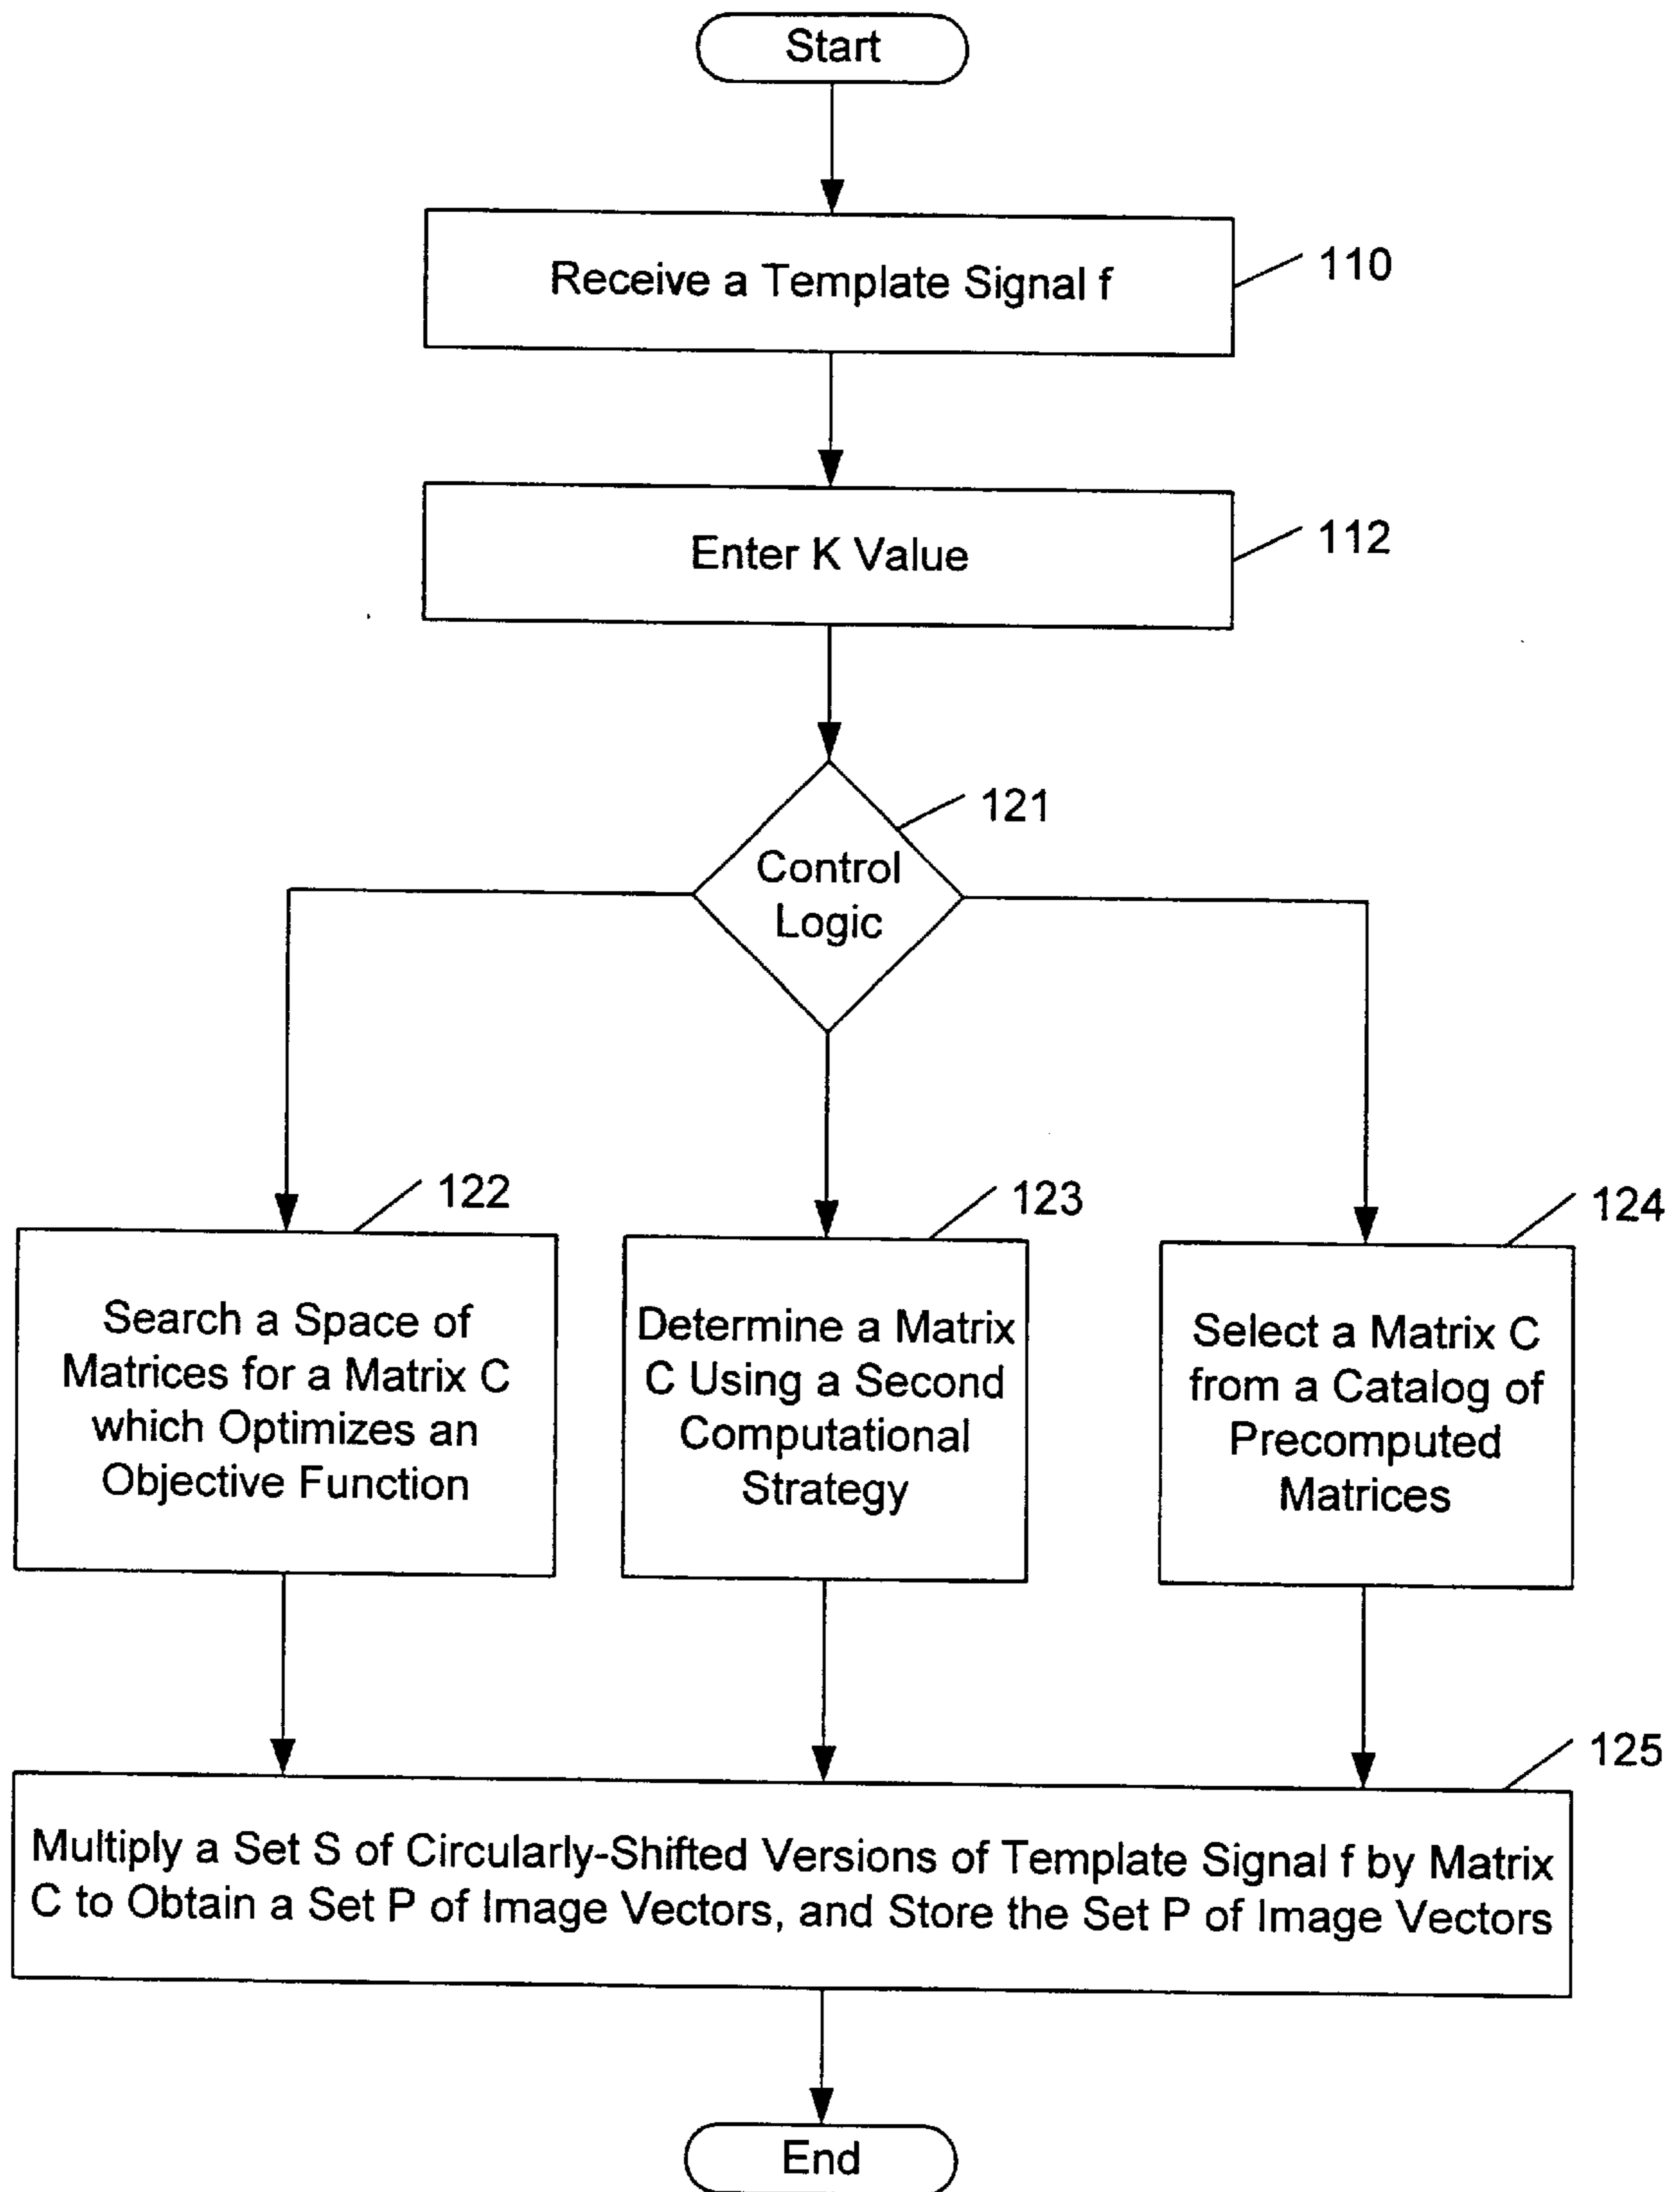 Start
Receive a Template Signal f
110
Enter K Value
112
121
Control
Logic
122
Search a Space of
Matrices for a Matrix C
which Optimizes an
Objective Function
123
Determine a Matrix
C Using a Second
Computational
Strategy
124
Select a Matrix C
from a Catalog of
Precomputed
Matrices
125
Multiply a Set S of Circularly-Shifted Versions of Template Signal f by Matrix
C to Obtain a Set P of Image Vectors, and Store the Set P of Image Vectors
End